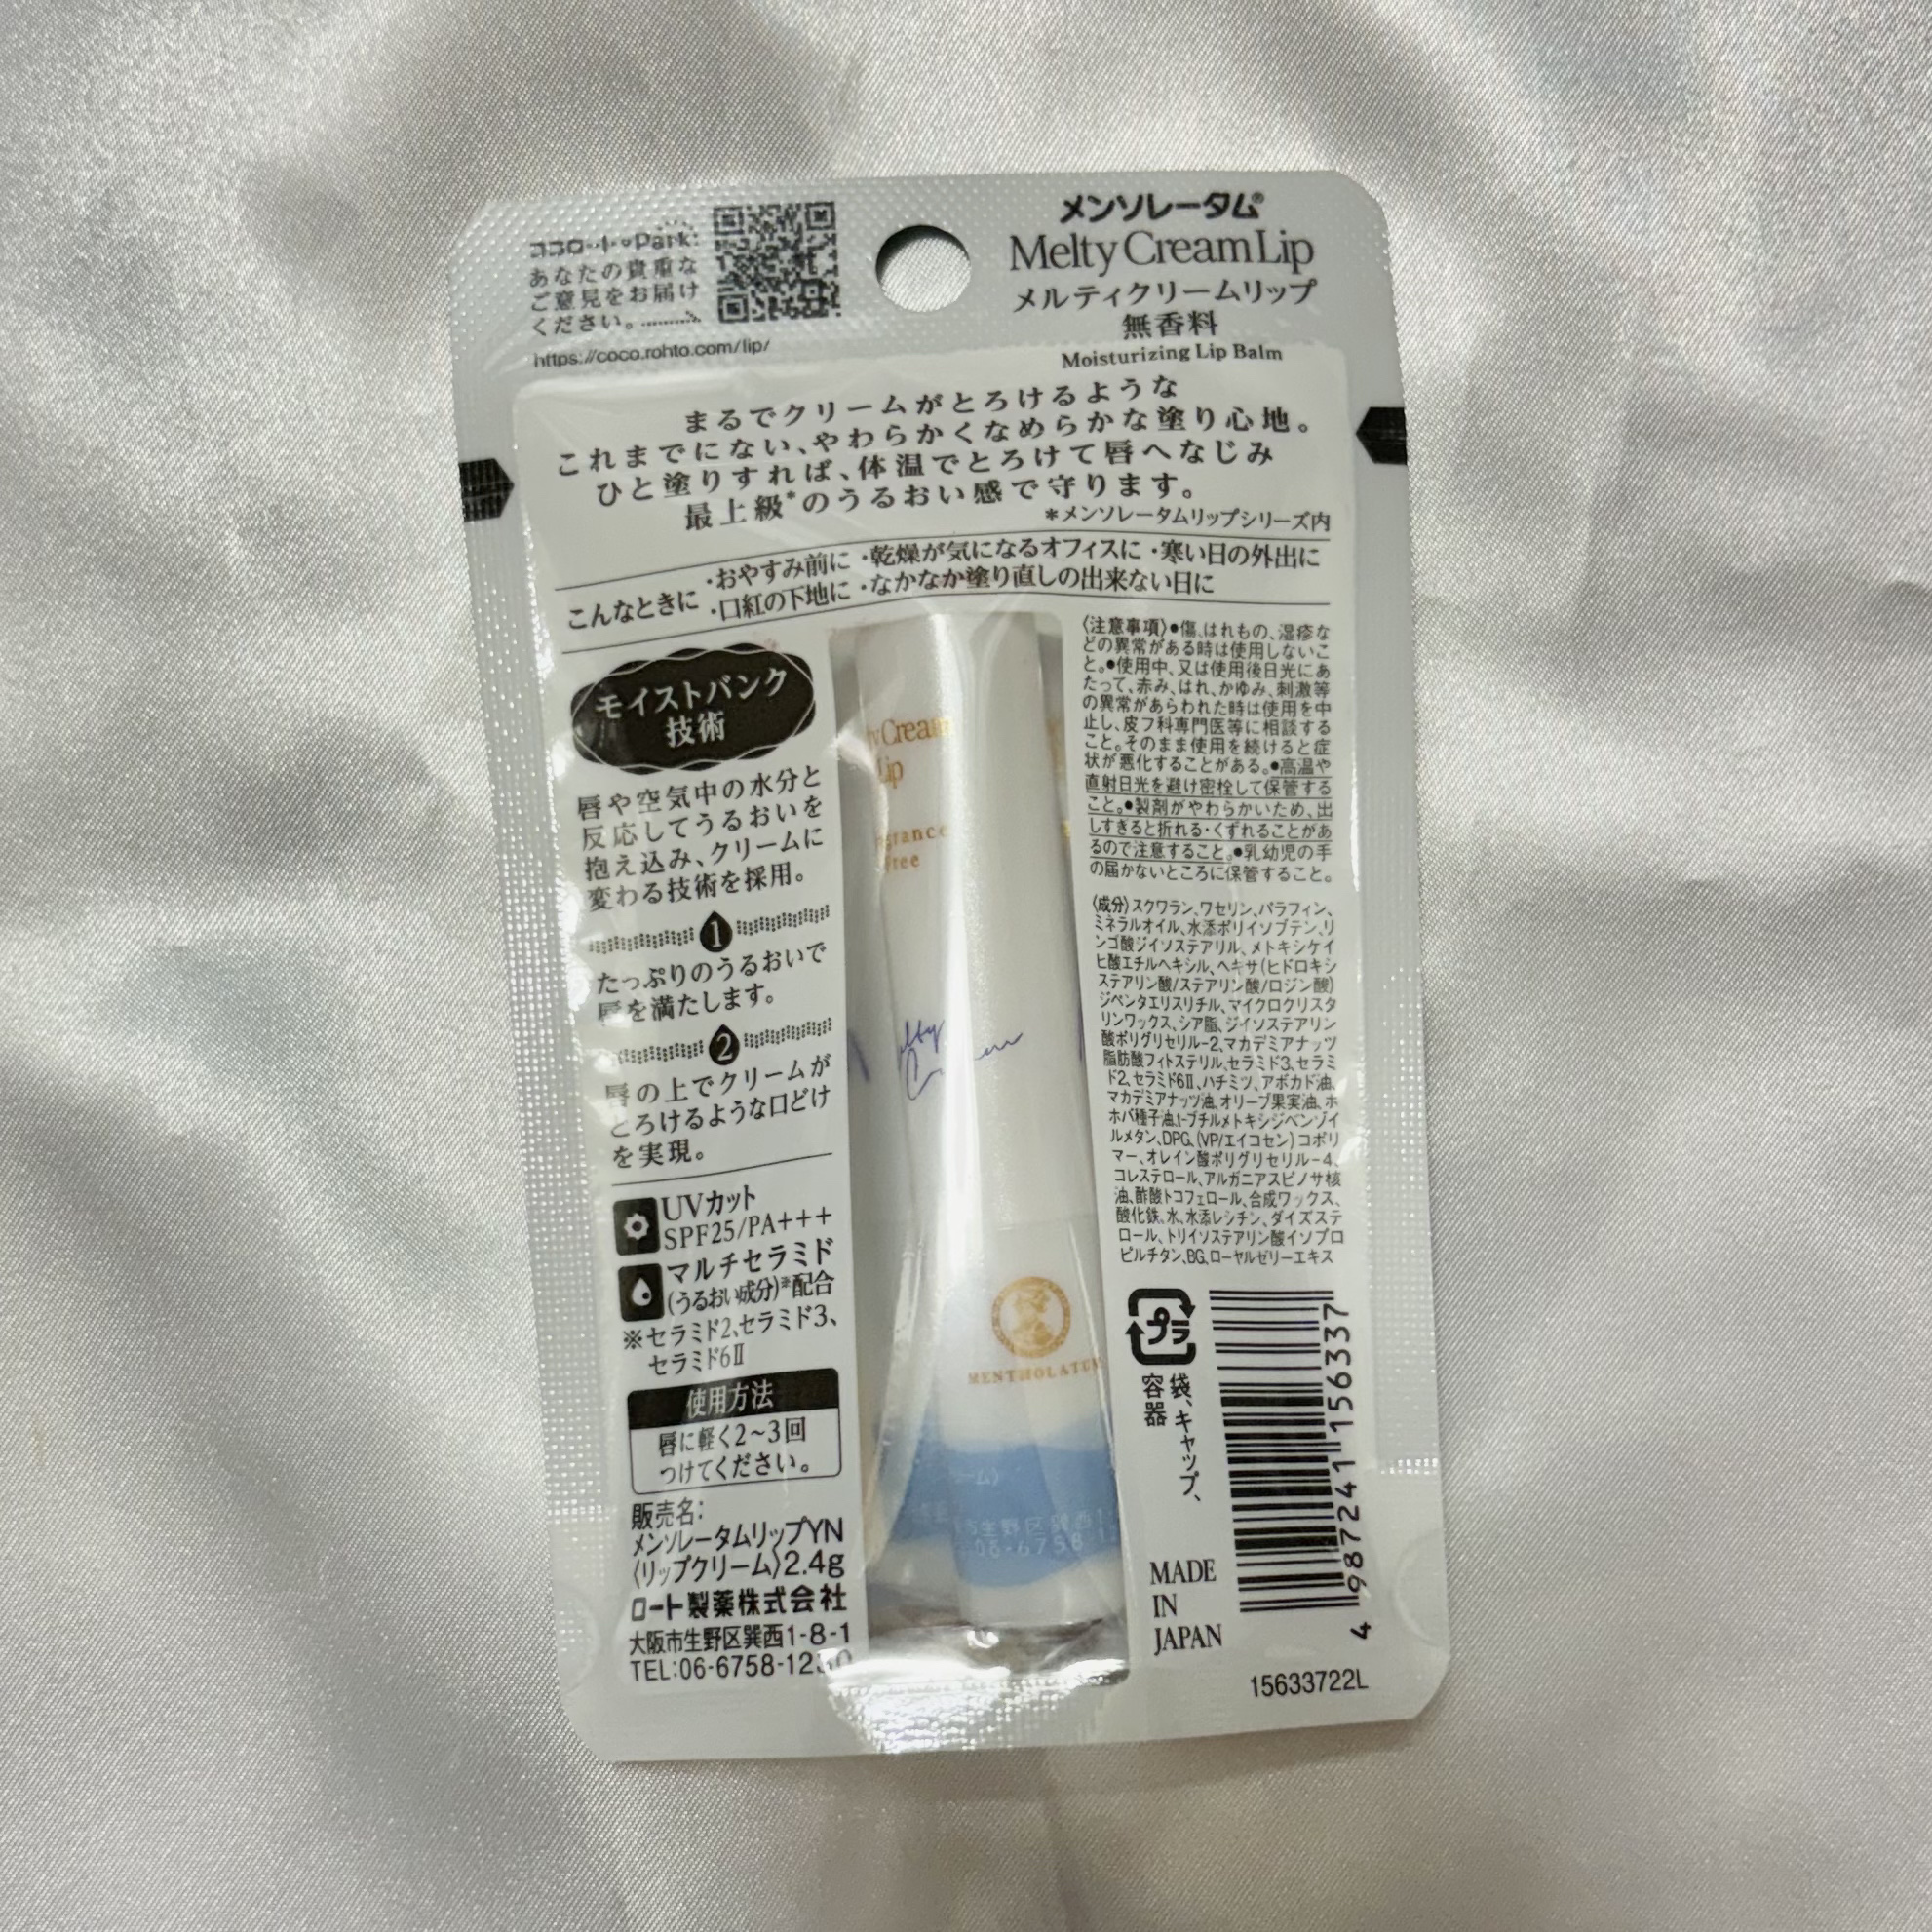 ココロートPark:
あなたの貴重な
ご意見をお届け
ください。
https://coco.rohto.com/lip/
メンソレータム®
Melty Cream Lip
メルティクリームリップ
無香料
Moisturizing Lip Balm
まるでクリームがとろけるような
これまでにない、やわらかくなめらかな塗り心地。
ひと塗りすれば、体温でとろけて唇へなじみ
最上級*のうるおい感で守ります。
*メンソレータムリップシリーズ内
こんなときに
・おやすみ前に ・乾燥が気になるオフィスに ・寒い日の外出に
・口紅の下地に ・なかなか塗り直しの出来ない日に
モイストバンク
技術
唇や空気中の水分と
反応してうるおいを
抱え込み、クリームに
変わる技術を採用。
1
たっぷりのうるおいで
唇を満たします。
2
唇の上でクリームが
とろけるような口どけ
を実現。
UVカット
SPF25/PA+++
マルチセラミド
(うるおい成分)※配合
※セラミド2、セラミド3、
セラミド6Ⅱ
使用方法
唇に軽く2〜3回
つけてください。
販売名:
メンソレータムリップYN
〈リップクリーム〉2.4g
ロート製薬株式会社
大阪市生野区巽西1-8-1
TEL:06-6758-1230
Cream
Lip
Free
MENTHOLATUM
生野区巽西1
06-6758
〈注意事項〉●傷、はれもの、湿疹な
どの異常がある時は使用しないこ
と。●使用中、又は使用後日光にあ
たって、赤み、はれ、かゆみ、刺激等
の異常があらわれた時は使用を中
止し、皮フ科専門医等に相談する
こと。そのまま使用を続けると症
状が悪化することがある。●高温や
直射日光を避け密栓して保管する
こと。●製剤がやわらかいため、出
しすぎると折れる・くずれることがあ
るので注意すること。●乳幼児の手
の届かないところに保管すること。
〈成分〉スクワラン、ワセリン、パラフィン、
ミネラルオイル、水添ポリイソブテン、リ
ンゴ酸ジイソステアリル、メトキシケイ
ヒ酸エチルヘキシル、ヘキサ(ヒドロキシ
ステアリン酸/ステアリン酸/ロジン酸)
ジペンタエリスリチル、マイクロクリスタ
リンワックス、シア脂、ジイソステアリン
酸ポリグリセリル-2、マカデミアナッツ
脂肪酸フィトステリル、セラミド3、セラミ
ド2、セラミド6Ⅱ、ハチミツ、アボカド油、
マカデミアナッツ油、オリーブ果実油、ホ
ホバ種子油、t-ブチルメトキシジベンゾイ
ルメタン、DPG、(VP/エイコセン)コポリ
マー、オレイン酸ポリグリセリル-4、
コレステロール、アルガニアスピノサ核
油、酢酸トコフェロール、合成ワックス、
酸化鉄、水、水添レシチン、ダイズステ
ロール、トリイソステアリン酸イソプロ
ピルチタン、BG、ローヤルゼリーエキス
プラ
袋、キャップ、
容器
MADE
IN
JAPAN
4 987241 156337
15633722L